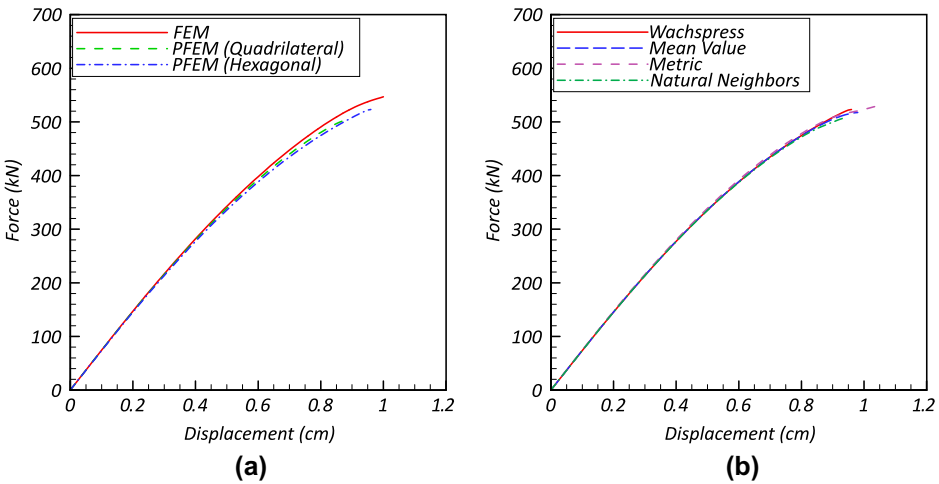 700
600
500
400
300
200
100
0
Force (kN)
FEM
PFEM (Quadrilateral)
PFEM (Hexagonal)
0 0.2 0.4 0.6 0.8 1 1.2
Displacement (cm)
(a)
700
600
500
400
300
200
100
0
Force (kN)
Wachspress
Mean Value
Metric
Natural Neighbors
0 0.2 0.4 0.6 0.8 1 1.2
Displacement (cm)
(b)